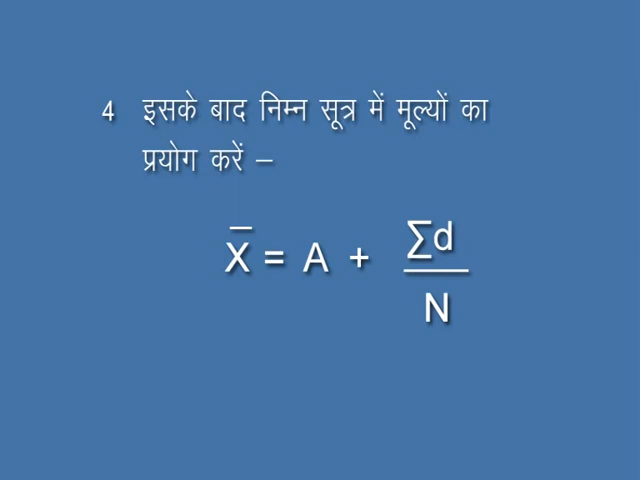 4 इसके बाद निम्न सूत्र में मूल्यों का
प्रयोग करें –
X̄ = A + ∑d
N